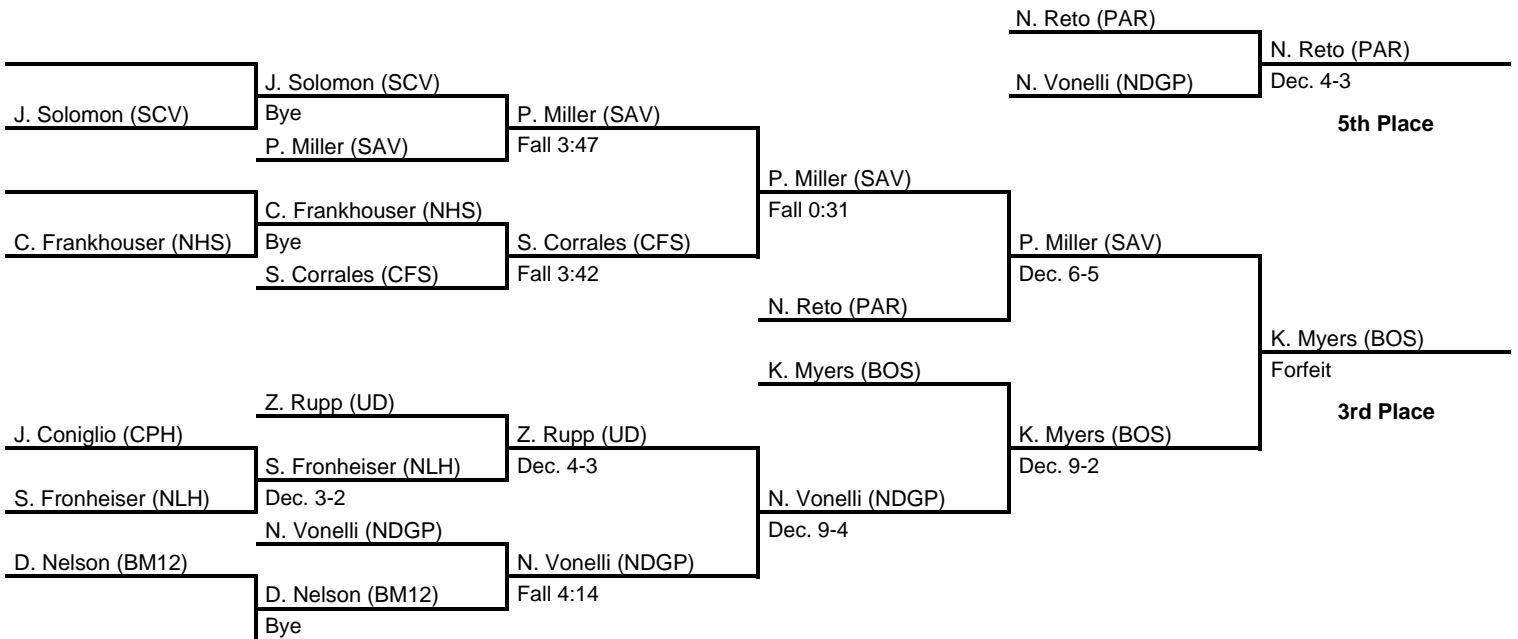 N. Reto (PAR)
N. Reto (PAR)
J. Solomon (SCV)
N. Vonelli (NDGP)
Dec. 4-3
J. Solomon (SCV)
Bye
P. Miller (SAV)
5th Place
P. Miller (SAV)
Fall 3:47
P. Miller (SAV)
C. Frankhouser (NHS)
Fall 0:31
C. Frankhouser (NHS)
Bye
S. Corrales (CFS)
P. Miller (SAV)
S. Corrales (CFS)
Fall 3:42
Dec. 6-5
N. Reto (PAR)
K. Myers (BOS)
K. Myers (BOS)
Forfeit
Z. Rupp (UD)
3rd Place
J. Coniglio (CPH)
Z. Rupp (UD)
K. Myers (BOS)
S. Fronheiser (NLH)
Dec. 4-3
Dec. 9-2
S. Fronheiser (NLH)
Dec. 3-2
N. Vonelli (NDGP)
N. Vonelli (NDGP)
Dec. 9-4
D. Nelson (BM12)
N. Vonelli (NDGP)
D. Nelson (BM12)
Fall 4:14
Bye